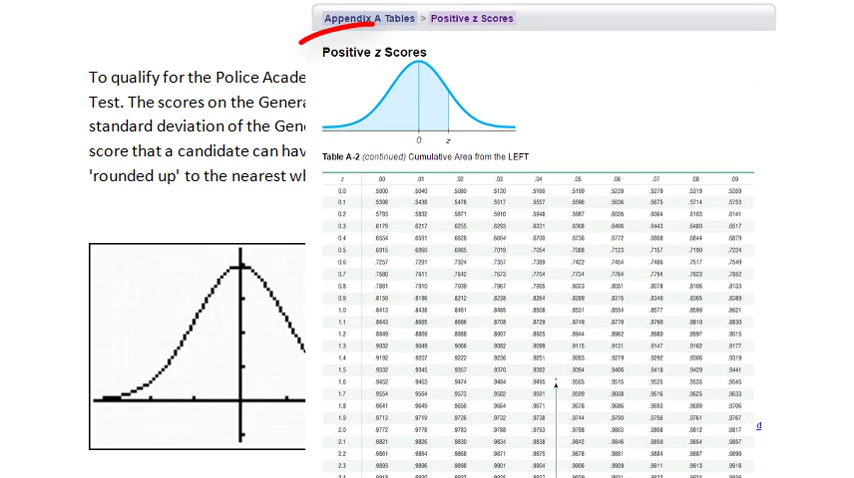 Appendix A Tables > Positive z Scores
Positive z Scores
To qualify for the Police Acade
Test. The scores on the Genera
standard deviation of the Gene
score that a candidate can hav
'rounded up' to the nearest wh
0 z
Table A-2 (continued) Cumulative Area from the LEFT
z .00 .01 .02 .03 .04 .05 .06 .07 .08 .09
0.0 .5000 .5040 .5080 .5120 .5160 .5199 .5239 .5279 .5319 .5359
0.1 .5398 .5438 .5478 .5517 .5557 .5596 .5636 .5675 .5714 .5753
0.2 .5793 .5832 .5871 .5910 .5948 .5987 .6026 .6064 .6103 .6141
0.3 .6179 .6217 .6255 .6293 .6331 .6368 .6406 .6443 .6480 .6517
0.4 .6554 .6591 .6628 .6664 .6700 .6736 .6772 .6808 .6844 .6879
0.5 .6915 .6950 .6985 .7019 .7054 .7088 .7123 .7157 .7190 .7224
0.6 .7257 .7291 .7324 .7357 .7389 .7422 .7454 .7486 .7517 .7549
0.7 .7580 .7611 .7642 .7673 .7704 .7734 .7764 .7794 .7823 .7852
0.8 .7881 .7910 .7939 .7967 .7995 .8023 .8051 .8078 .8106 .8133
0.9 .8159 .8186 .8212 .8238 .8264 .8289 .8315 .8340 .8365 .8389
1.0 .8413 .8438 .8461 .8485 .8508 .8531 .8554 .8577 .8599 .8621
1.1 .8643 .8665 .8686 .8708 .8729 .8749 .8770 .8790 .8810 .8830
1.2 .8849 .8869 .8888 .8907 .8925 .8944 .8962 .8980 .8997 .9015
1.3 .9032 .9049 .9066 .9082 .9099 .9115 .9131 .9147 .9162 .9177
1.4 .9192 .9207 .9222 .9236 .9251 .9265 .9279 .9292 .9306 .9319
1.5 .9332 .9345 .9357 .9370 .9382 .9394 .9406 .9418 .9429 .9441
1.6 .9452 .9463 .9474 .9484 .9495 * .9505 .9515 .9525 .9535 .9545
1.7 .9554 .9564 .9573 .9582 .9591 .9599 .9608 .9616 .9625 .9633
1.8 .9641 .9649 .9656 .9664 .9671 .9678 .9686 .9693 .9699 .9706
1.9 .9713 .9719 .9726 .9732 .9738 .9744 .9750 .9756 .9761 .9767
2.0 .9772 .9778 .9783 .9788 .9793 .9798 .9803 .9808 .9812 .9817
d
2.1 .9821 .9826 .9830 .9834 .9838 .9842 .9846 .9850 .9854 .9857
2.2 .9861 .9864 .9868 .9871 .9875 .9878 .9881 .9884 .9887 .9890
2.3 .9893 .9896 .9898 .9901 .9904 .9906 .9909 .9911 .9913 .9916